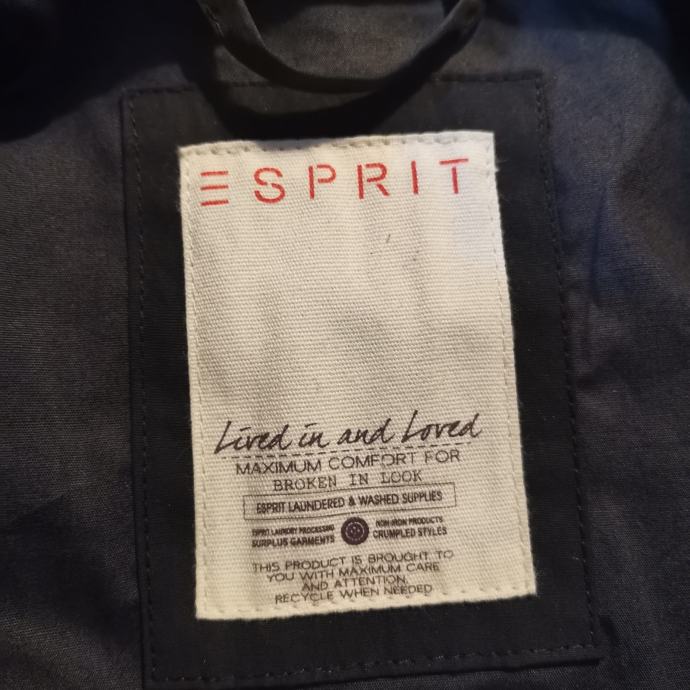 ESPRIT
Lived in and Loved
MAXIMUM COMFORT FOR
BROKEN IN LOOK
ESPRIT LAUNDERED & WASHED SUPPLIES
ESPRIT LAUNDRY PROCESSING
SURPLUS GARMENTS
NON-IRON PRODUCTS
CRUMPLED STYLES
THIS PRODUCT IS BROUGHT TO
YOU WITH MAXIMUM CARE
AND ATTENTION.
RECYCLE WHEN NEEDED